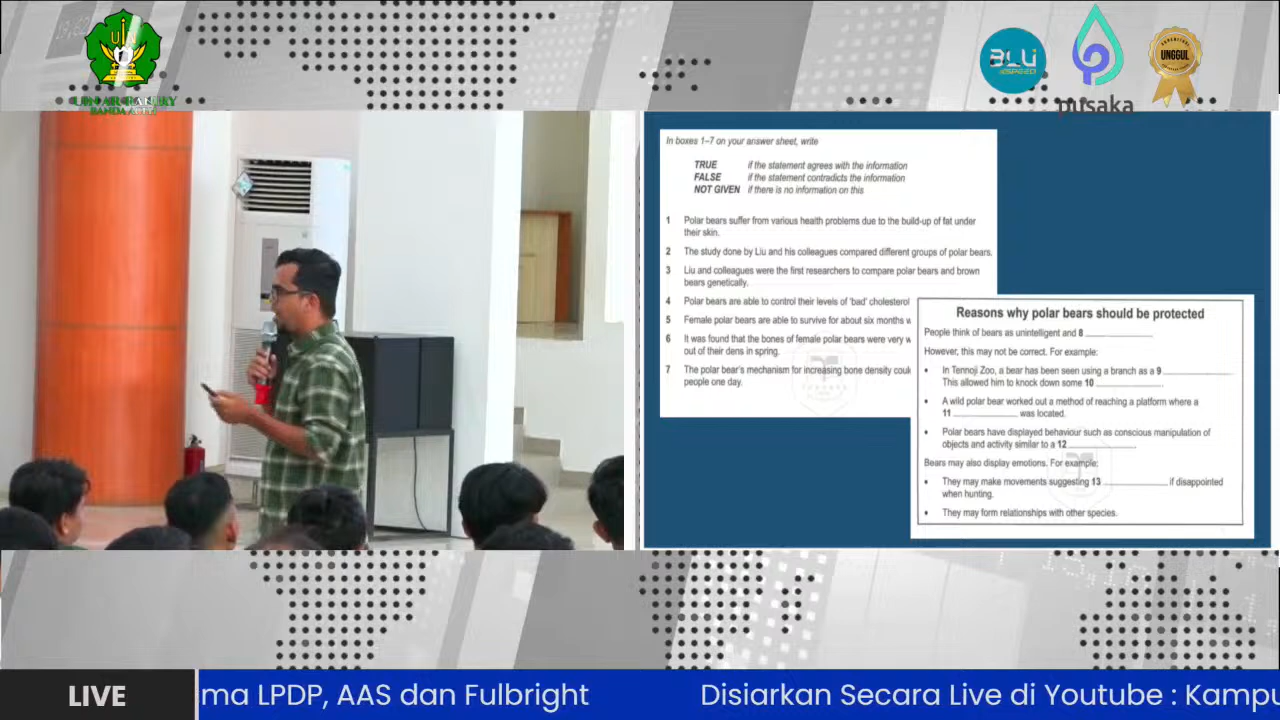 UIN
UIN AR-RANIRY
BANDA ACEH
BLU
SPEED
pusaka
UNGGUL
In boxes 1–7 on your answer sheet, write
TRUE if the statement agrees with the information
FALSE if the statement contradicts the information
NOT GIVEN if there is no information on this
1 Polar bears suffer from various health problems due to the build-up of fat under
their skin.
2 The study done by Liu and his colleagues compared different groups of polar bears.
3 Liu and colleagues were the first researchers to compare polar bears and brown
bears genetically.
4 Polar bears are able to control their levels of 'bad' cholesterol
5 Female polar bears are able to survive for about six months w
6 It was found that the bones of female polar bears were very w
out of their dens in spring.
7 The polar bear's mechanism for increasing bone density coul
people one day.
Reasons why polar bears should be protected
People think of bears as unintelligent and 8 ____________
However, this may not be correct. For example:
• In Tennoji Zoo, a bear has been seen using a branch as a 9 ____________.
This allowed him to knock down some 10 ____________.
• A wild polar bear worked out a method of reaching a platform where a
11 ____________ was located.
• Polar bears have displayed behaviour such as conscious manipulation of
objects and activity similar to a 12 ____________.
Bears may also display emotions. For example:
• They may make movements suggesting 13 ____________ if disappointed
when hunting.
• They may form relationships with other species.
LIVE
ma LPDP, AAS dan Fulbright Disiarkan Secara Live di Youtube : Kampu